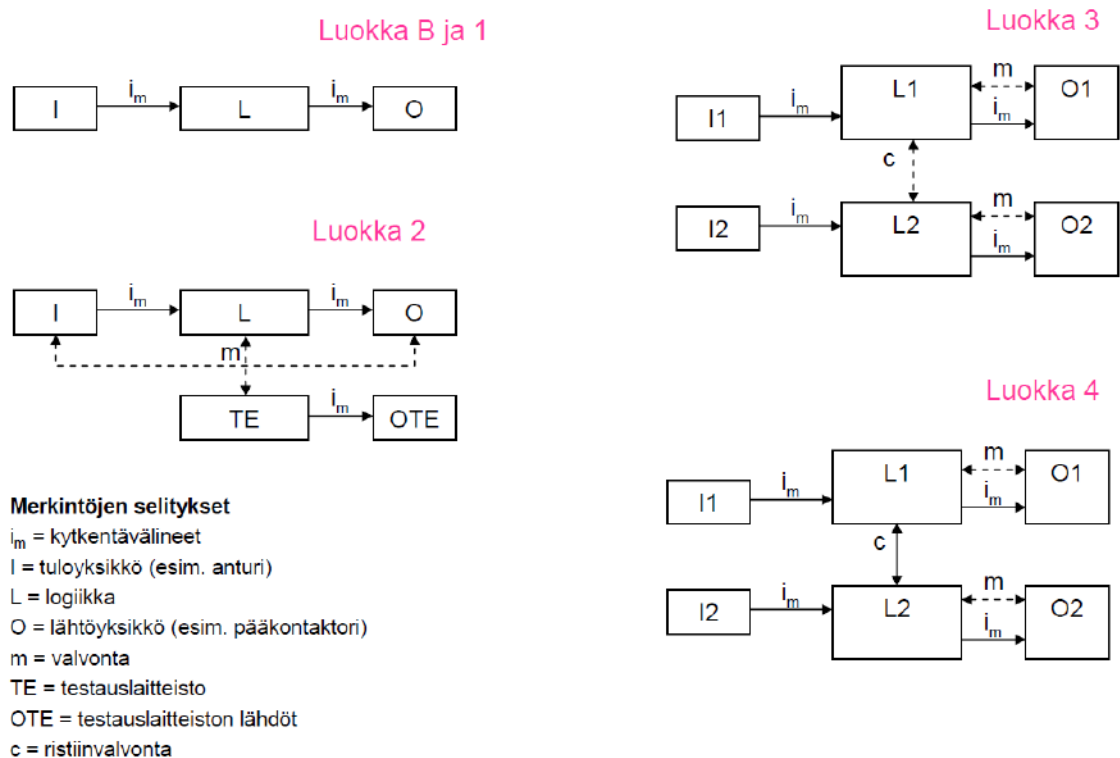 Luokka B ja 1
I
im
L
im
O
Luokka 2
I
im
L
im
O
m
TE
im
OTE
Merkintöjen selitykset
im = kytkentävälineet
I = tuloyksikkö (esim. anturi)
L = logiikka
O = lähtöyksikkö (esim. pääkontaktori)
m = valvonta
TE = testauslaitteisto
OTE = testauslaitteiston lähdöt
c = ristiinvalvonta
Luokka 3
I1
im
L1
m
im
O1
c
I2
im
L2
m
im
O2
Luokka 4
I1
im
L1
m
im
O1
c
I2
im
L2
m
im
O2